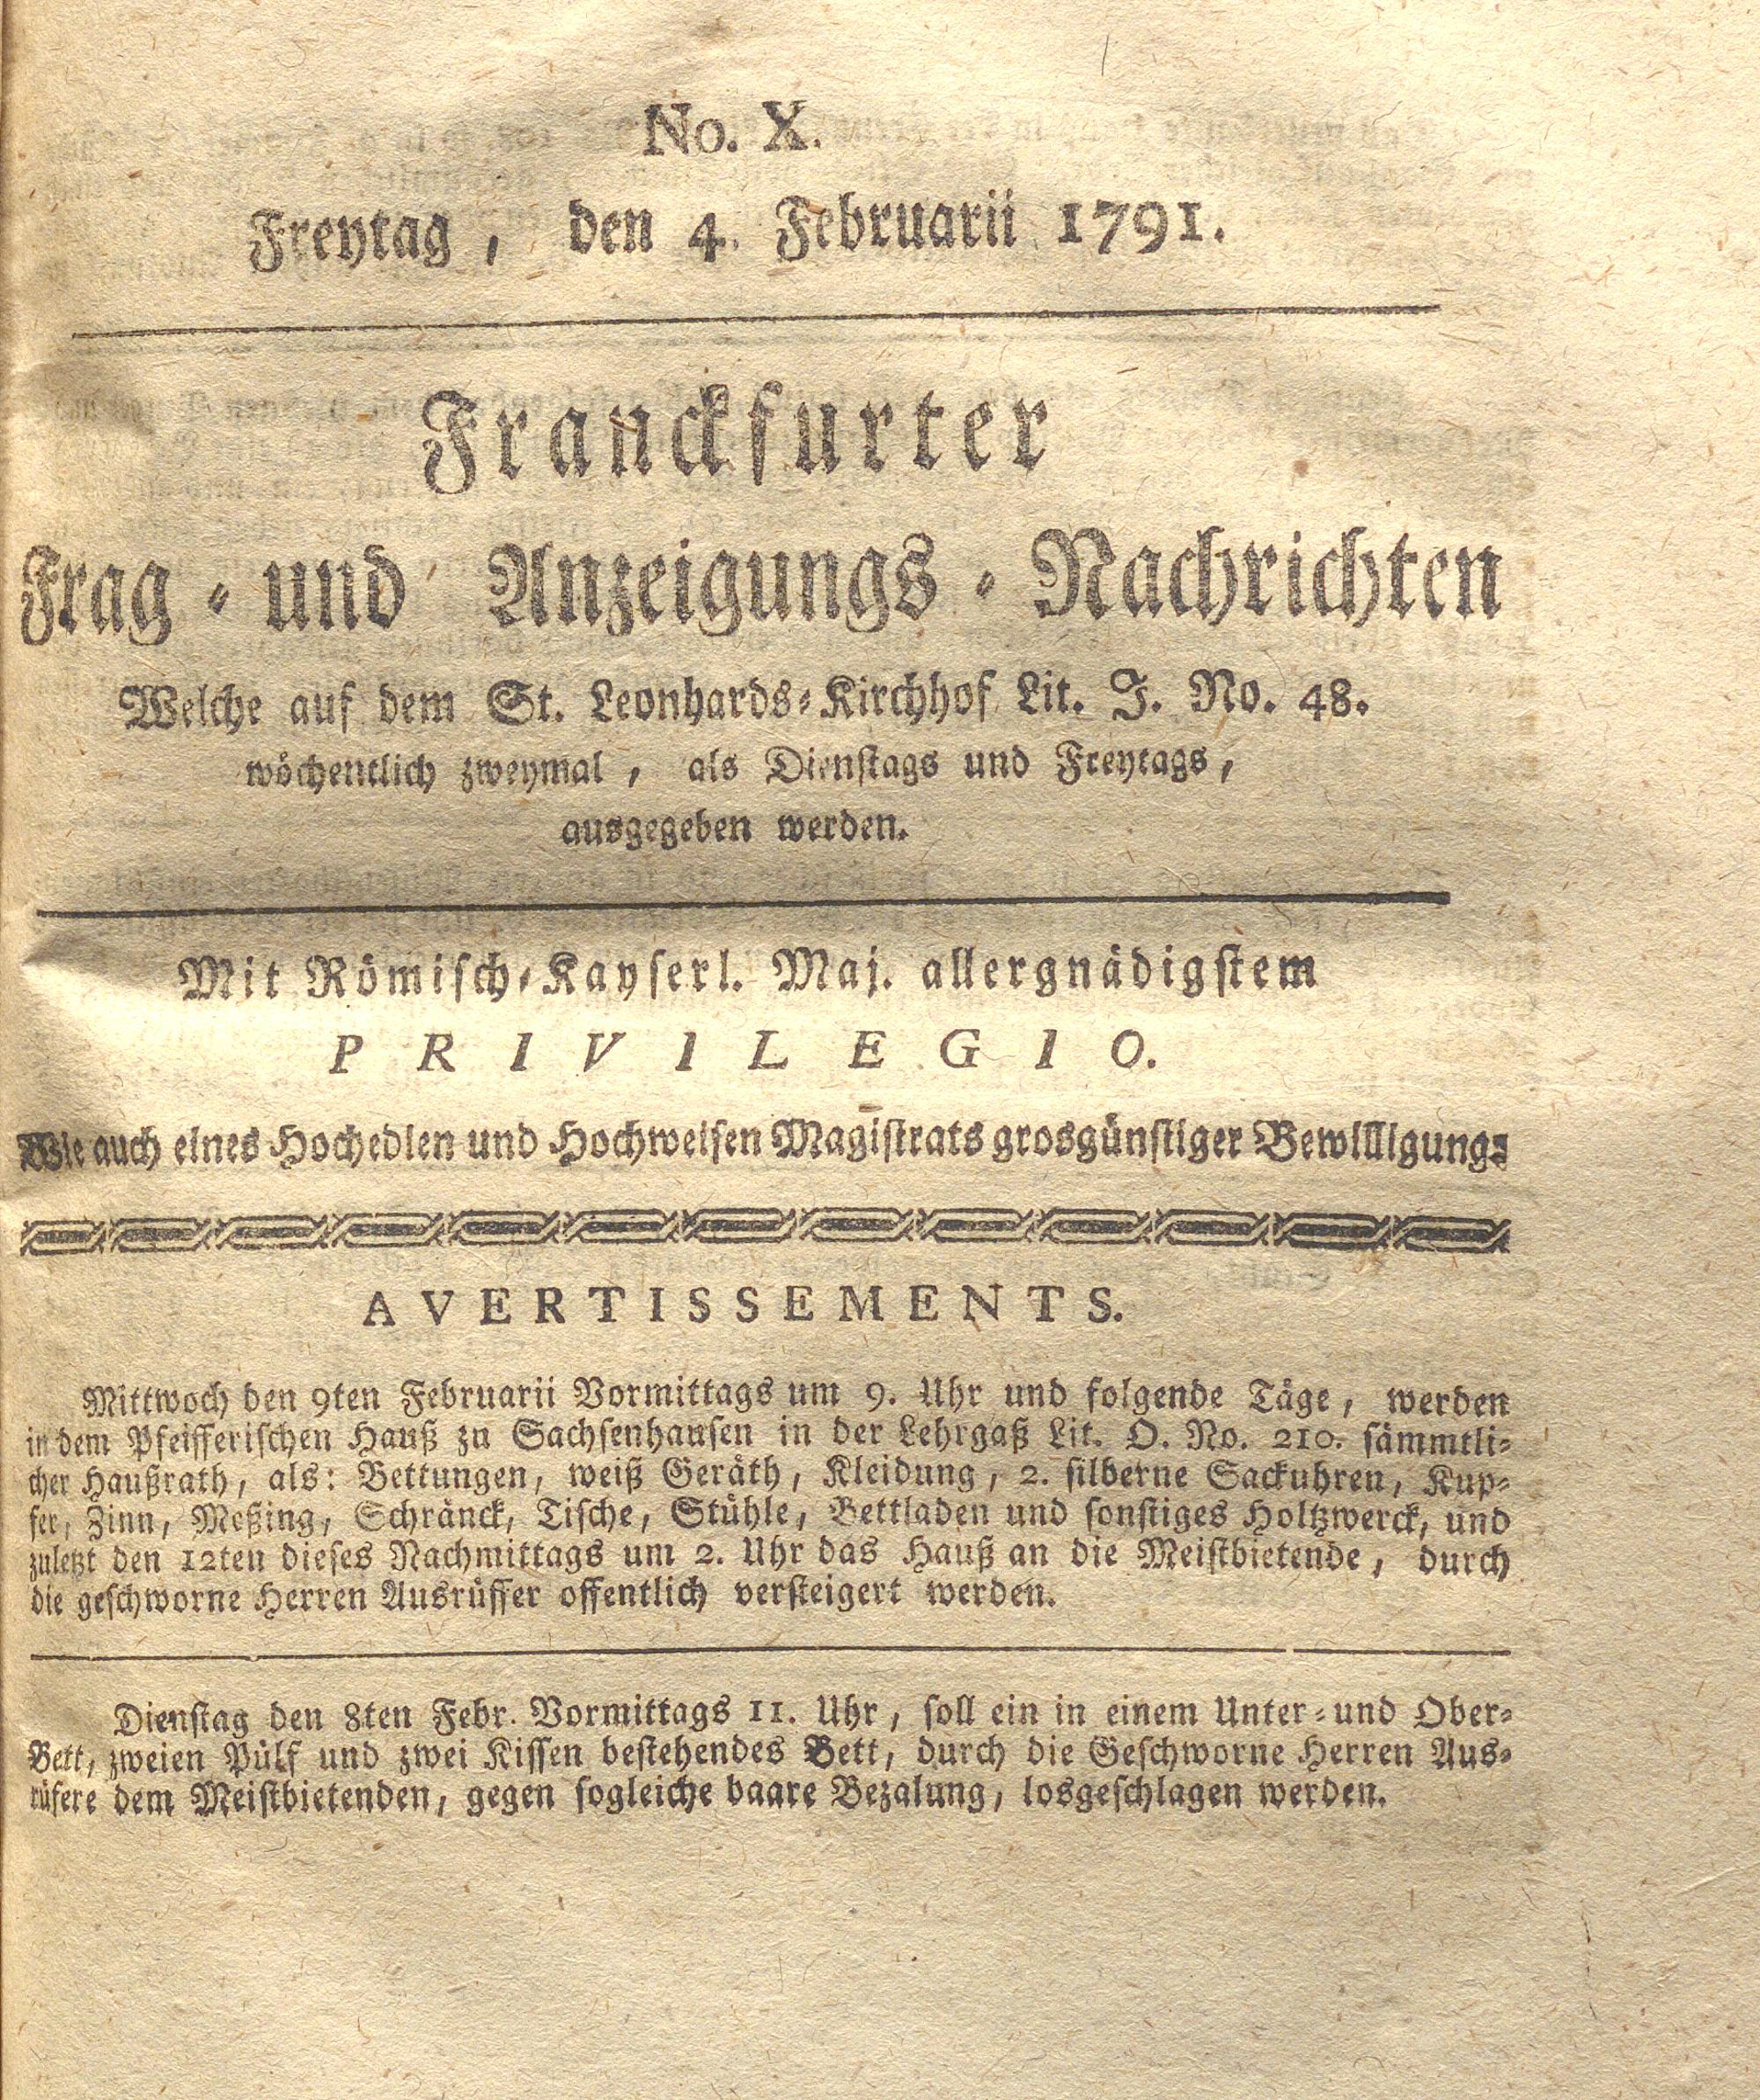 No. X.
Freytag, den 4. Februarii 1791.
Franckfurter
Frag- und Anzeigungs-Nachrichten
Welche auf dem St. Leonhards-Kirchhof Lit. J. No. 48.
wöchentlich zweymal, als Dienstags und Freytags,
ausgegeben werden.
Mit Römisch-Kayserl. Maj. allergnädigstem
PRIVILEGIO.
Wie auch eines Hochedlen und Hochweisen Magistrats grosgünstiger Bewilligung.
AVERTISSEMENTS.
Mittwoch den 9ten Februarii Vormittags um 9. Uhr und folgende Täge, werden
in dem Pfeifferischen Hauß zu Sachsenhausen in der Lehrgaß Lit. O. No. 210. sämmtli-
cher Haußrath, als: Bettungen, weiß Geräth, Kleidung, 2. silberne Sackuhren, Kup-
fer, Zinn, Meßing, Schränck, Tische, Stühle, Bettladen und sonstiges Holtzwerck, und
zuletzt den 12ten dieses Nachmittags um 2. Uhr das Hauß an die Meistbietende, durch
die geschworne Herren Ausrüffer offentlich versteigert werden.
Dienstag den 8ten Febr. Vormittags 11. Uhr, soll ein in einem Unter- und Ober-
Bett, zweien Pülf und zwei Kissen bestehendes Bett, durch die Geschworne Herren Aus-
rüfere dem Meistbietenden, gegen sogleiche baare Bezalung, losgeschlagen werden.